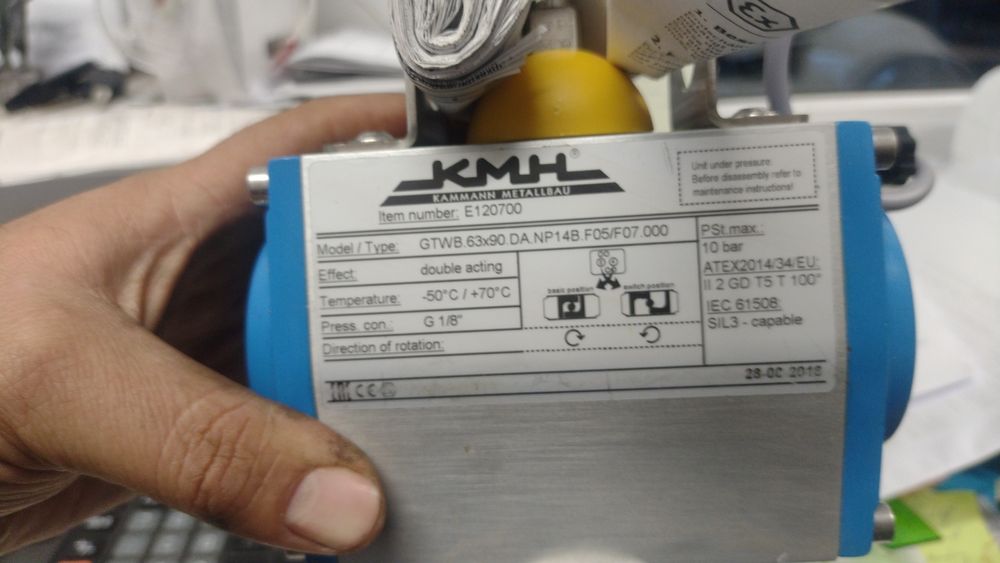 KMH®
KAMMANN METALLBAU
Unit under pressure.
Before disassembly refer to
maintenance instructions!
Item number: E120700
Model / Type: GTWB.63x90.DA.NP14B.F05/F07.000
Effect: double acting
Temperature: -50°C / +70°C
Press. con.: G 1/8"
Direction of rotation:
basic position
switch position
PSt.max.:
10 bar
ATEX2014/34/EU:
II 2 GD T5 T 100°
IEC 61508:
SIL3 - capable
EAC CE
2018